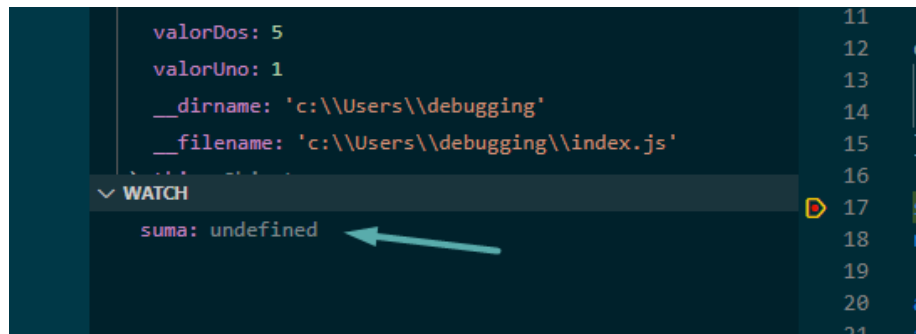 valorDos: 5
valorUno: 1
__dirname: 'c:\\Users\\debugging'
__filename: 'c:\\Users\\debugging\\index.js'
WATCH
suma: undefined
11
12
13
14
15
16
17
18
19
20
21